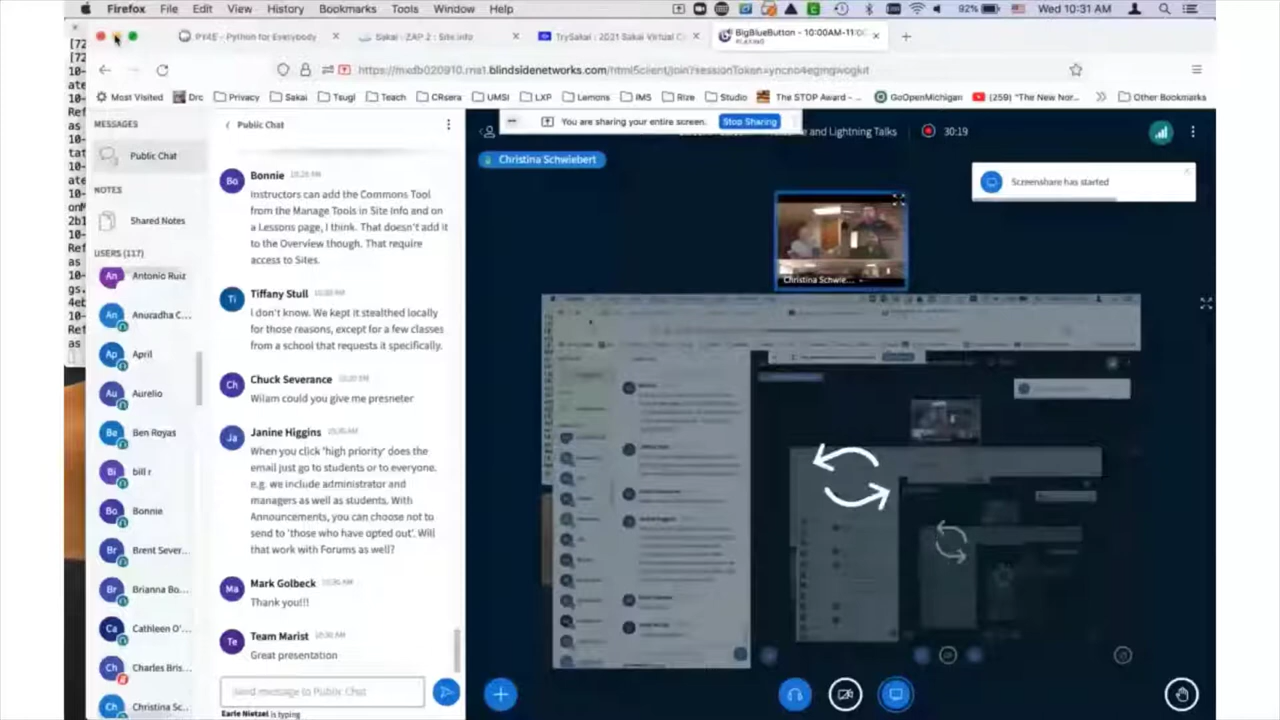 Firefox File Edit View History Bookmarks Tools Window Help
92% Wed 10:31 AM
PY4E - Python for Everybody
Sakai : ZAP 2 : Site Info
TrySakai : 2021 Sakai Virtual C
BigBlueButton - 10:00AM-11:0
PLAYING
https://mxdb020910.rna1.blindsidenetworks.com/html5client/join?sessionToken=yncno4egmgwogkit
Most Visited Drc Privacy Sakai Tsugi Teach CRsera UMSI LXP Lemons IMS Rize Studio The STOP Award - ... GoOpenMichigan (259) "The New Nor... Other Bookmarks
MESSAGES
Public Chat
NOTES
Shared Notes
USERS (117)
Antonio Ruiz
Anuradha C...
April
Aurelio
Ben Royas
bill r
Bonnie
Brent Sever...
Brianna Bo...
Cathleen O'...
Charles Bris...
Christina Sc...
Public Chat
Bonnie
Instructors can add the Commons Tool
from the Manage Tools in Site Info and on
a Lessons page, I think. That doesn't add it
to the Overview though. That require
access to Sites.
Tiffany Stull
I don't know. We kept it stealthed locally
for those reasons, except for a few classes
from a school that requests it specifically.
Chuck Severance
Wilam could you give me presneter
Janine Higgins
When you click 'high priority' does the
email just go to students or to everyone.
e.g. we include administrator and
managers as well as students. With
Announcements, you can choose not to
send to 'those who have opted out'. Will
that work with Forums as well?
Mark Golbeck
Thank you!!!
Team Marist
Great presentation
Send message to Public Chat
Earle Nietzel is typing
You are sharing your entire screen. Stop Sharing
and Lightning Talks
30:19
Christina Schwiebert
Screenshare has started
Christina Schwie...